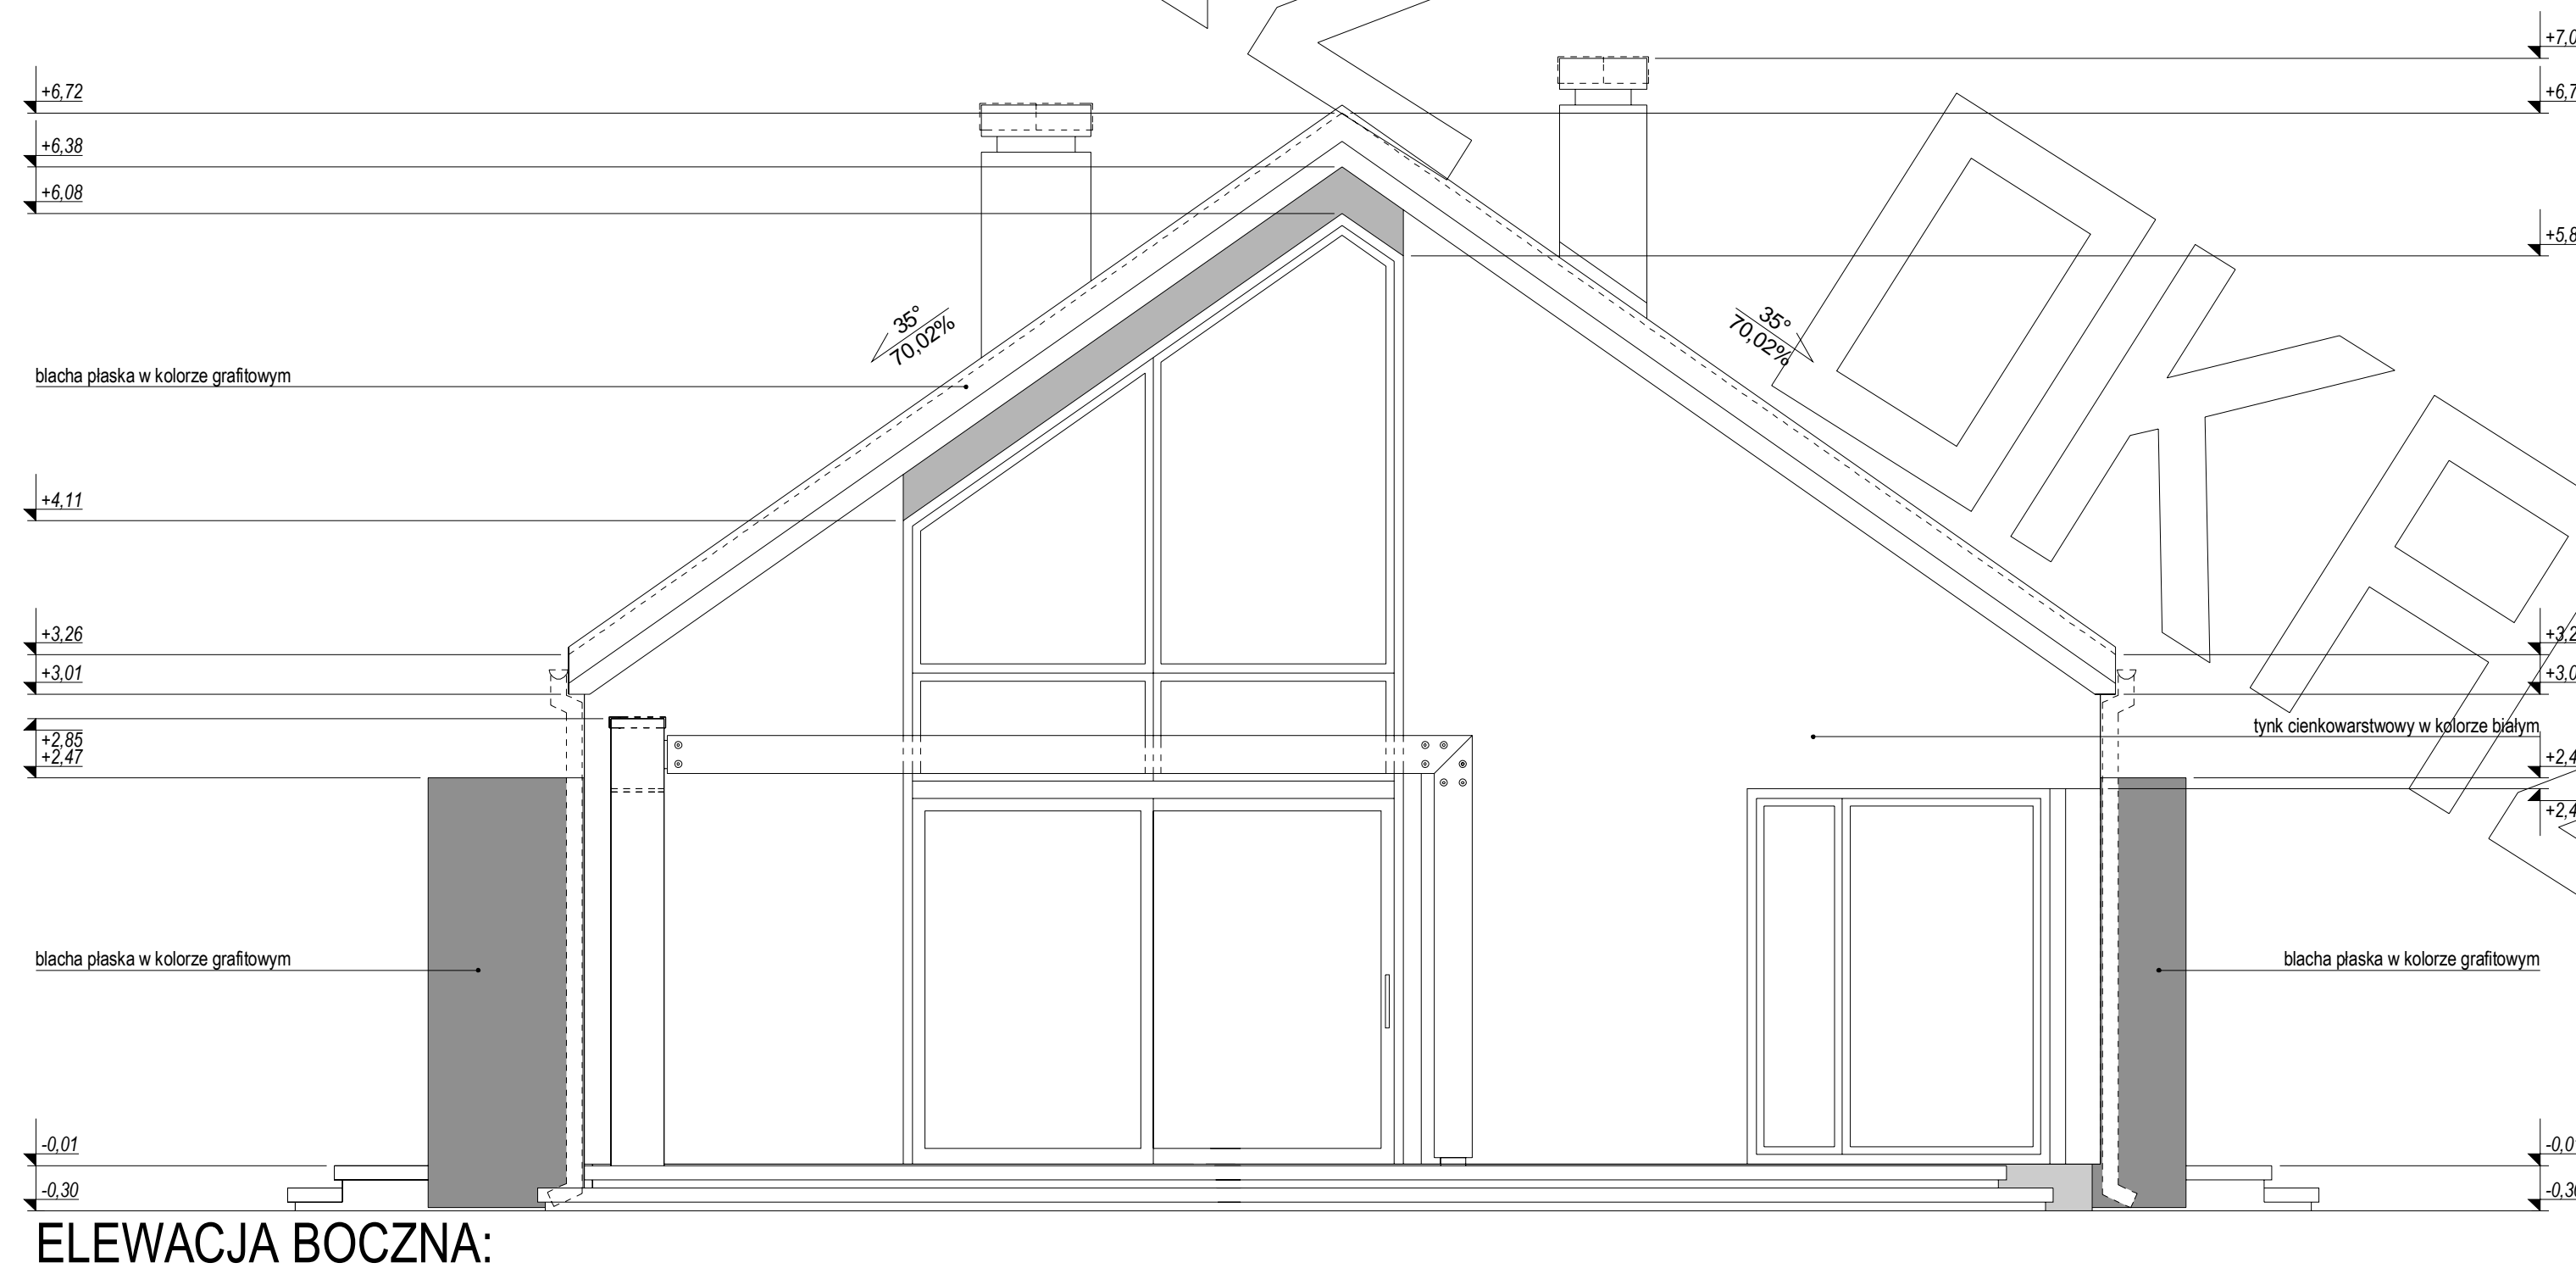 +6,72
+6,38
+6,08
35°
70,02%
35°
70,02%
blacha płaska w kolorze grafitowym
+4,11
+3,26
+3,01
+2,85
+2,47
tynk cienkowarstwowy w kolorze białym
blacha płaska w kolorze grafitowym
blacha płaska w kolorze grafitowym
-0,01
-0,30
ELEWACJA BOCZNA: